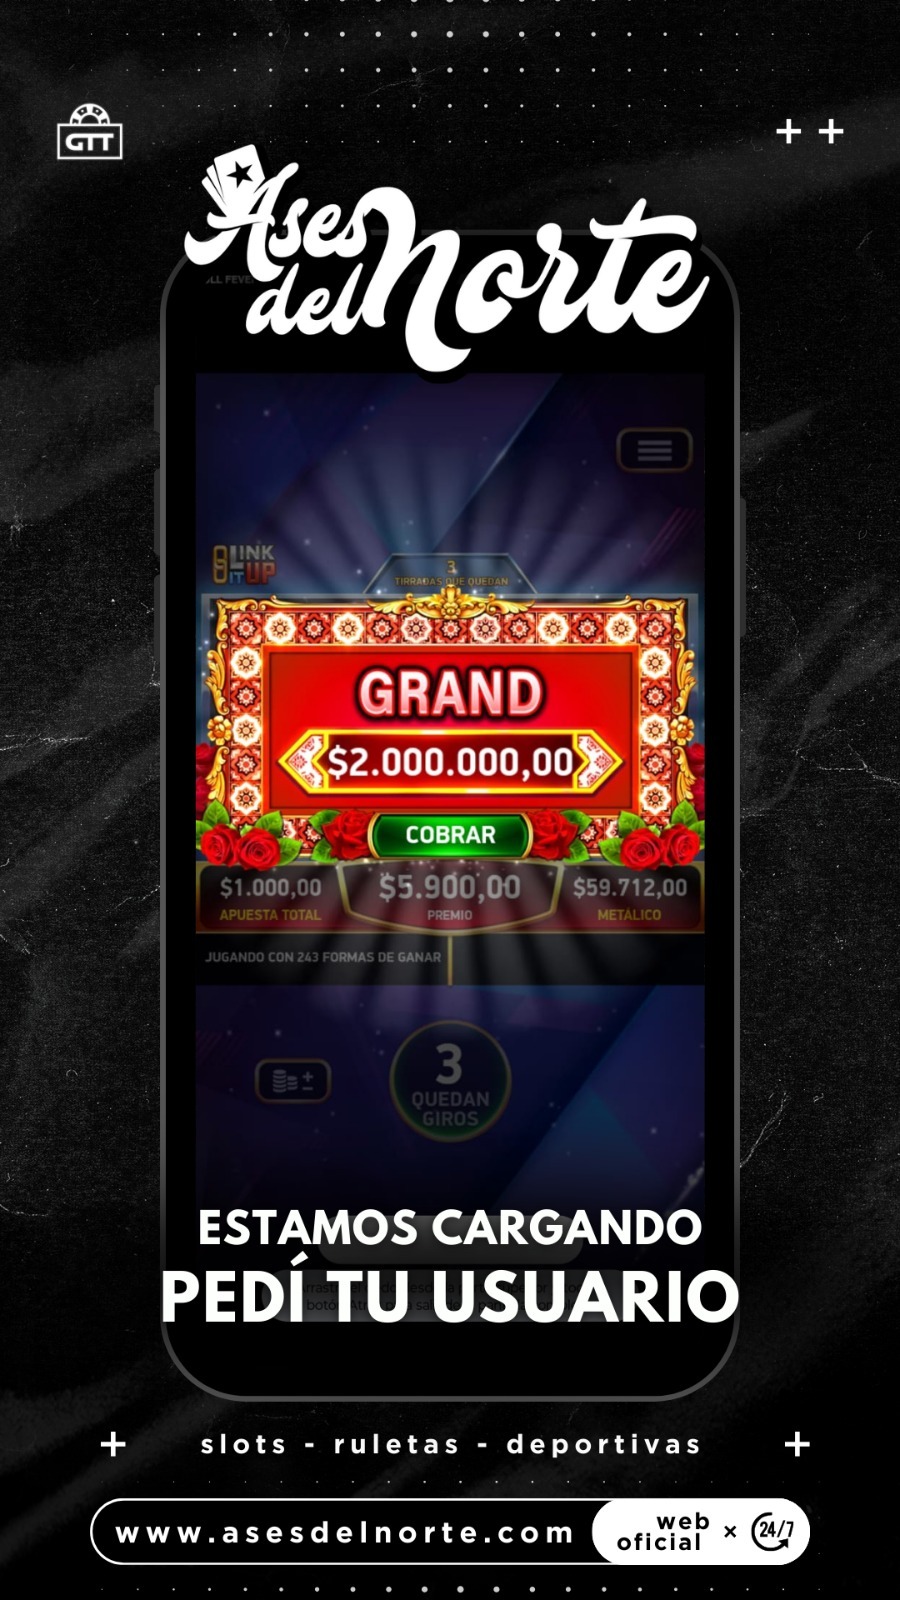 GTT
Ases
del Norte
LINK
IT UP
3
TIRRADAS QUE QUEDAN
GRAND
$2.000.000,00
COBRAR
$1.000,00 $5.900,00 $59.712,00
APUESTA TOTAL PREMIO METÁLICO
JUGANDO CON 243 FORMAS DE GANAR
3
QUEDAN
GIROS
ESTAMOS CARGANDO
PEDÍ TU USUARIO
slots - ruletas - deportivas
www.asesdelnorte.com
web
oficial × 24/7